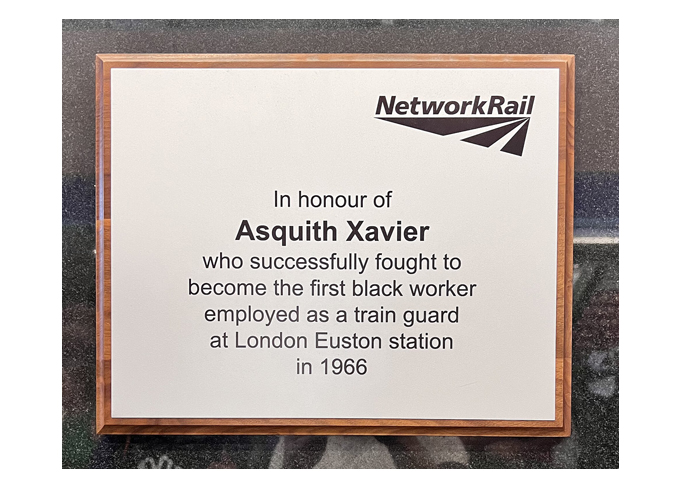 NetworkRail
In honour of
Asquith Xavier
who successfully fought to
become the first black worker
employed as a train guard
at London Euston station
in 1966